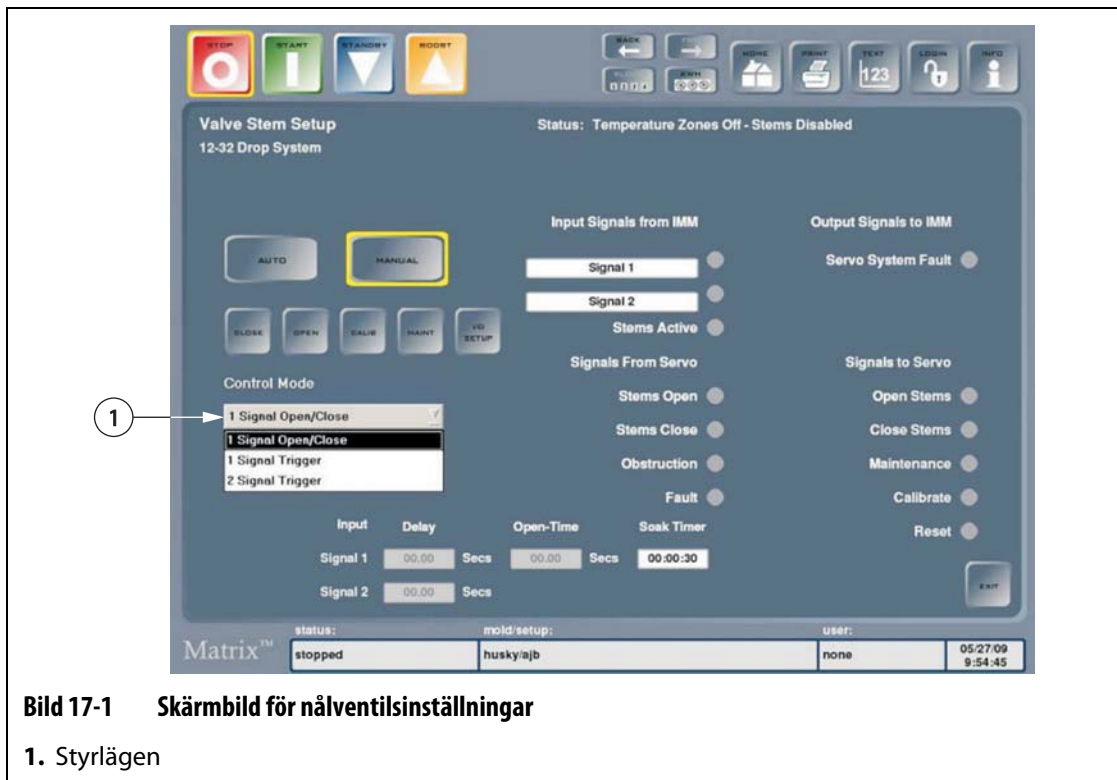 STOP START STANDBY BOOST BACK HOME PRINT TEXT LOGIN INFO
123
Valve Stem Setup
Status: Temperature Zones Off - Stems Disabled
12-32 Drop System
Input Signals from IMM
Output Signals to IMM
AUTO MANUAL
Signal 1
Servo System Fault
Signal 2
CLOSE OPEN CALIB MAINT I/O SETUP
Stems Active
Signals From Servo
Signals to Servo
Control Mode
Stems Open
Open Stems
1
1 Signal Open/Close
Stems Close
Close Stems
1 Signal Open/Close
1 Signal Trigger
Obstruction
Maintenance
2 Signal Trigger
Fault
Calibrate
Input Delay Open-Time Soak Timer
Reset
Signal 1 00.00 Secs 00.00 Secs 00:00:30
Signal 2 00.00 Secs
EXIT
status: mold/setup: user:
Matrix™ stopped husky/ajb none 05/27/09
9:54:45
Bild 17-1 Skärmbild för nålventilsinställningar
1. Styrlägen